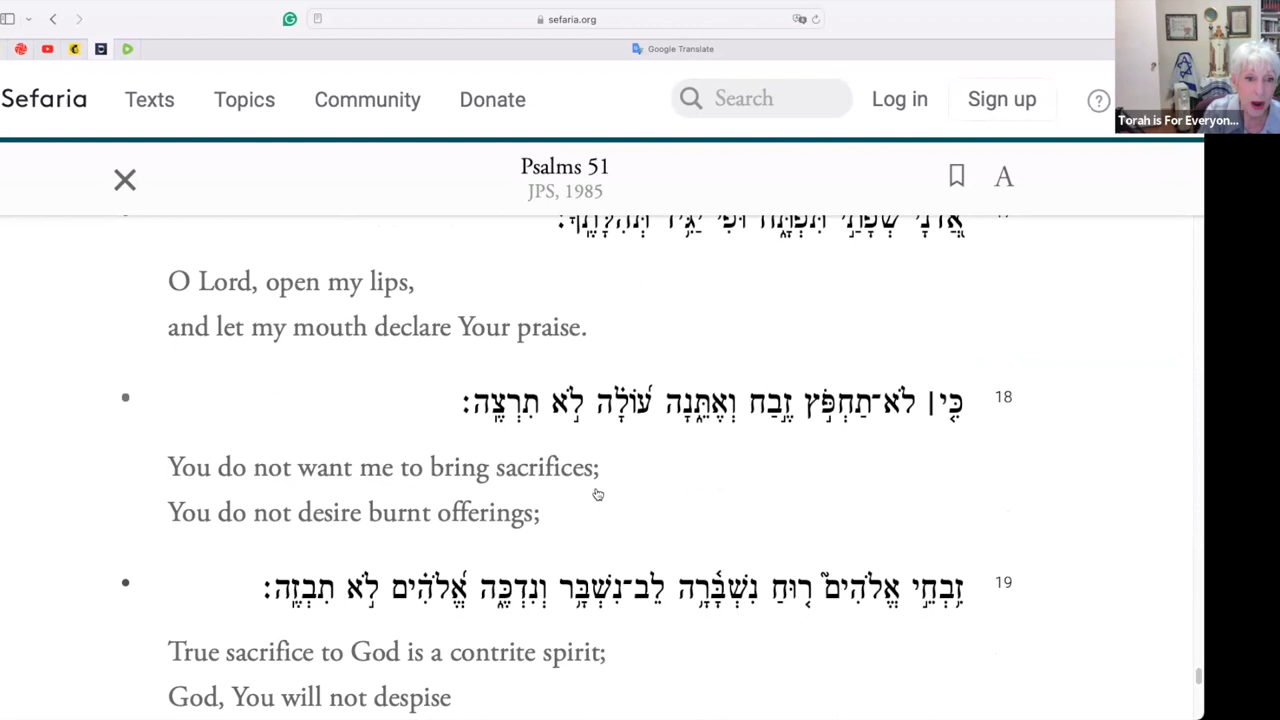 sefaria.org
Google Translate
Sefaria Texts Topics Community Donate Search Log in Sign up ?
Torah is For Everyon...
Psalms 51
JPS, 1985
A
אֲ֭דֹנָי שְׂפָתַ֣י תִּפְתָּ֑ח וּ֝פִ֗י יַגִּ֥יד תְּהִלָּתֶֽךָ׃
O Lord, open my lips,
and let my mouth declare Your praise.
18 כִּ֤י ׀ לֹא־תַחְפֹּ֣ץ זֶ֣בַח וְאֶתֵּ֑נָה ע֝וֹלָ֗ה לֹ֣א תִרְצֶֽה׃
You do not want me to bring sacrifices;
You do not desire burnt offerings;
19 זִ֥בְחֵ֣י אֱלֹהִים֮ ר֤וּחַ נִשְׁבָּ֫רָ֥ה לֵב־נִשְׁבָּ֥ר וְנִדְכֶּ֑ה אֱ֝לֹהִ֗ים לֹ֣א תִבְזֶֽה׃
True sacrifice to God is a contrite spirit;
God, You will not despise